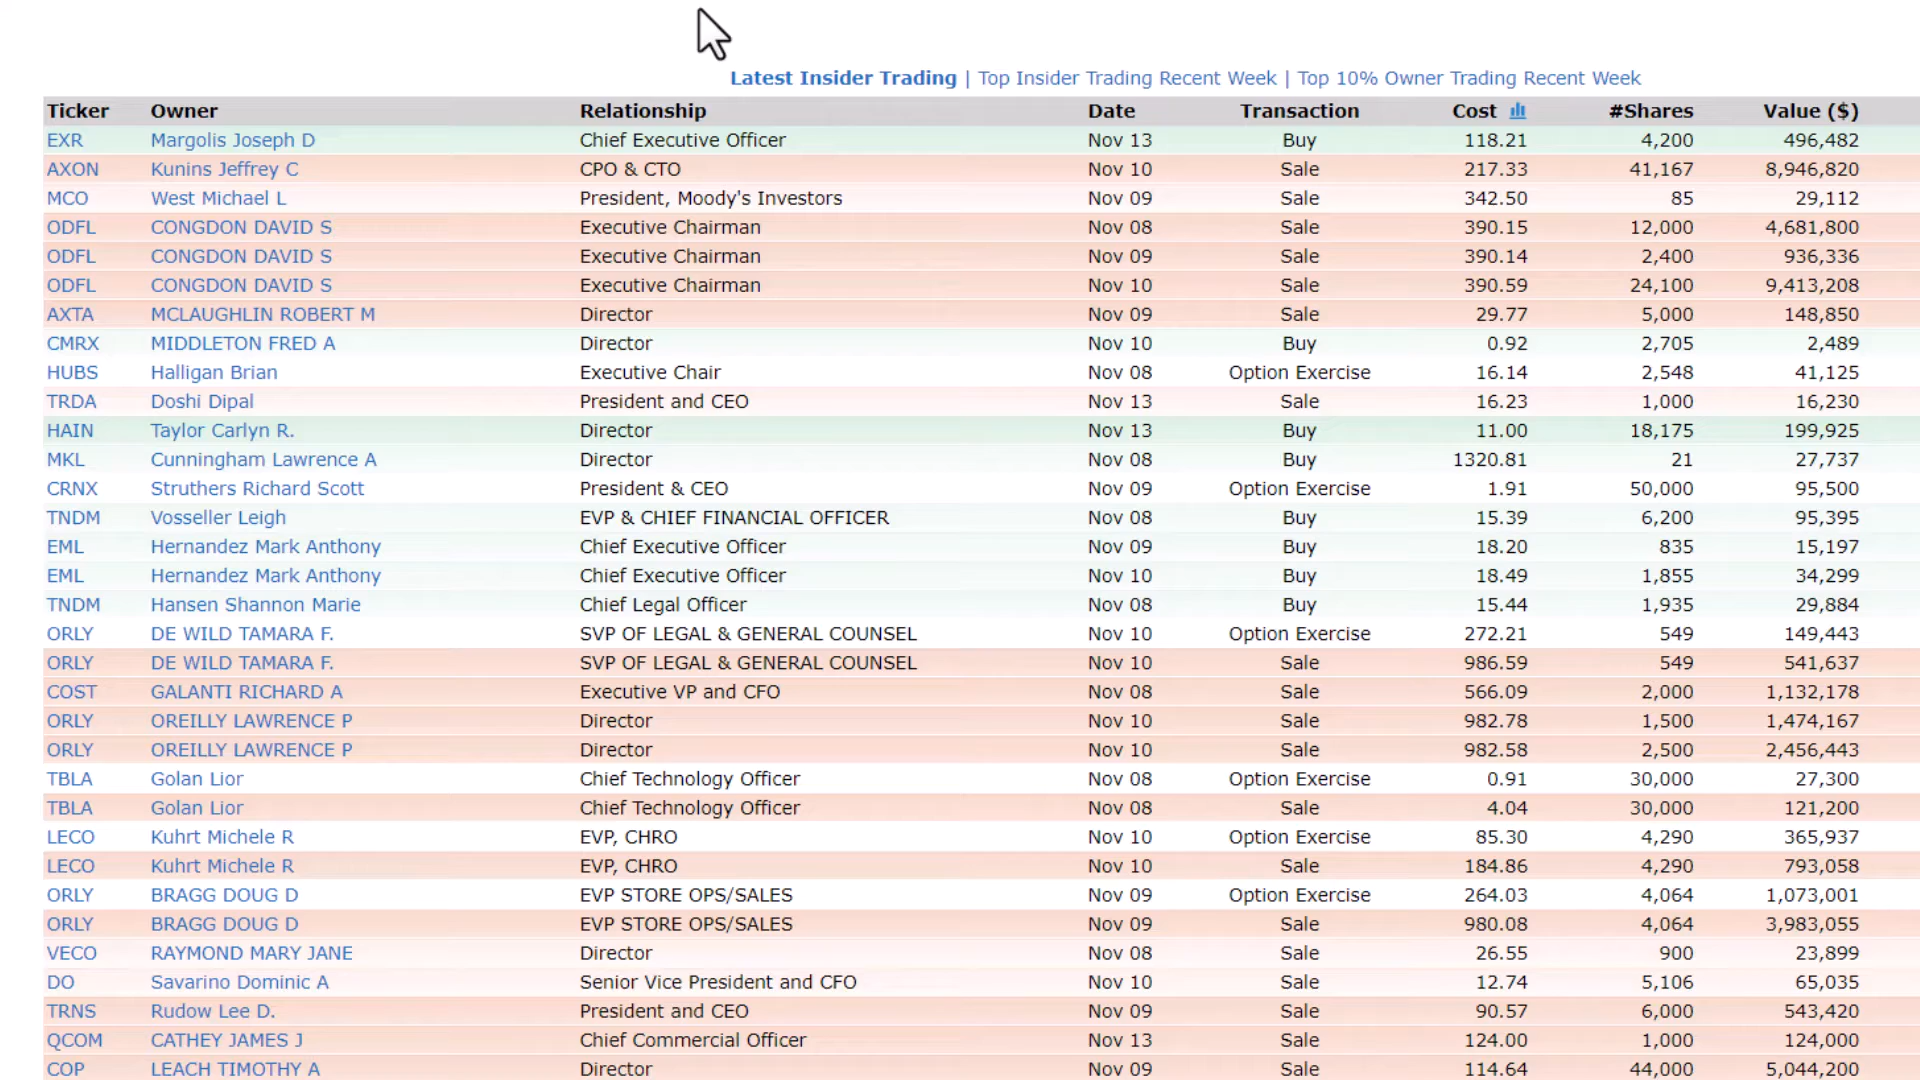 Latest Insider Trading | Top Insider Trading Recent Week | Top 10% Owner Trading Recent Week
Ticker Owner Relationship Date Transaction Cost #Shares Value ($)
EXR Margolis Joseph D Chief Executive Officer Nov 13 Buy 118.21 4,200 496,482
AXON Kunins Jeffrey C CPO & CTO Nov 10 Sale 217.33 41,167 8,946,820
MCO West Michael L President, Moody's Investors Nov 09 Sale 342.50 85 29,112
ODFL CONGDON DAVID S Executive Chairman Nov 08 Sale 390.15 12,000 4,681,800
ODFL CONGDON DAVID S Executive Chairman Nov 09 Sale 390.14 2,400 936,336
ODFL CONGDON DAVID S Executive Chairman Nov 10 Sale 390.59 24,100 9,413,208
AXTA MCLAUGHLIN ROBERT M Director Nov 09 Sale 29.77 5,000 148,850
CMRX MIDDLETON FRED A Director Nov 10 Buy 0.92 2,705 2,489
HUBS Halligan Brian Executive Chair Nov 08 Option Exercise 16.14 2,548 41,125
TRDA Doshi Dipal President and CEO Nov 13 Sale 16.23 1,000 16,230
HAIN Taylor Carlyn R. Director Nov 13 Buy 11.00 18,175 199,925
MKL Cunningham Lawrence A Director Nov 08 Buy 1320.81 21 27,737
CRNX Struthers Richard Scott President & CEO Nov 09 Option Exercise 1.91 50,000 95,500
TNDM Vosseller Leigh EVP & CHIEF FINANCIAL OFFICER Nov 08 Buy 15.39 6,200 95,395
EML Hernandez Mark Anthony Chief Executive Officer Nov 09 Buy 18.20 835 15,197
EML Hernandez Mark Anthony Chief Executive Officer Nov 10 Buy 18.49 1,855 34,299
TNDM Hansen Shannon Marie Chief Legal Officer Nov 08 Buy 15.44 1,935 29,884
ORLY DE WILD TAMARA F. SVP OF LEGAL & GENERAL COUNSEL Nov 10 Option Exercise 272.21 549 149,443
ORLY DE WILD TAMARA F. SVP OF LEGAL & GENERAL COUNSEL Nov 10 Sale 986.59 549 541,637
COST GALANTI RICHARD A Executive VP and CFO Nov 08 Sale 566.09 2,000 1,132,178
ORLY OREILLY LAWRENCE P Director Nov 10 Sale 982.78 1,500 1,474,167
ORLY OREILLY LAWRENCE P Director Nov 10 Sale 982.58 2,500 2,456,443
TBLA Golan Lior Chief Technology Officer Nov 08 Option Exercise 0.91 30,000 27,300
TBLA Golan Lior Chief Technology Officer Nov 08 Sale 4.04 30,000 121,200
LECO Kuhrt Michele R EVP, CHRO Nov 10 Option Exercise 85.30 4,290 365,937
LECO Kuhrt Michele R EVP, CHRO Nov 10 Sale 184.86 4,290 793,058
ORLY BRAGG DOUG D EVP STORE OPS/SALES Nov 09 Option Exercise 264.03 4,064 1,073,001
ORLY BRAGG DOUG D EVP STORE OPS/SALES Nov 09 Sale 980.08 4,064 3,983,055
VECO RAYMOND MARY JANE Director Nov 08 Sale 26.55 900 23,899
DO Savarino Dominic A Senior Vice President and CFO Nov 10 Sale 12.74 5,106 65,035
TRNS Rudow Lee D. President and CEO Nov 09 Sale 90.57 6,000 543,420
QCOM CATHEY JAMES J Chief Commercial Officer Nov 13 Sale 124.00 1,000 124,000
COP LEACH TIMOTHY A Director Nov 09 Sale 114.64 44,000 5,044,200